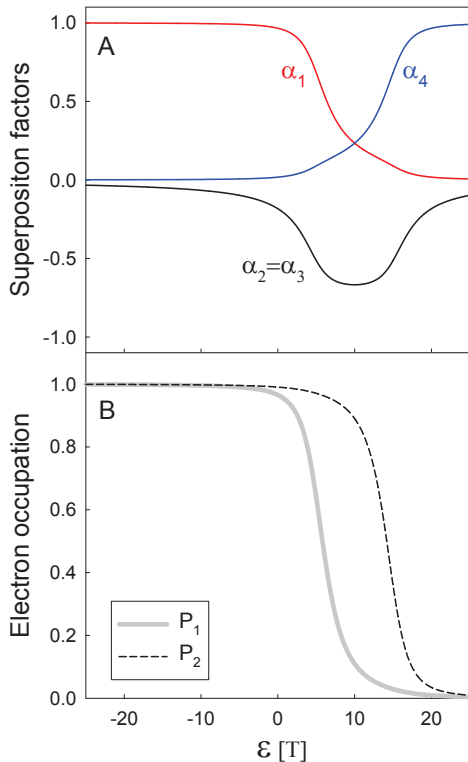 A
α₁
α₄
α₂=α₃
Superpositon factors
1.0
0.5
0.0
-0.5
-1.0
B
Electron occupation
1.0
0.8
0.6
0.4
0.2
0.0
P₁
P₂
-20
-10
0
10
20
ε [T]